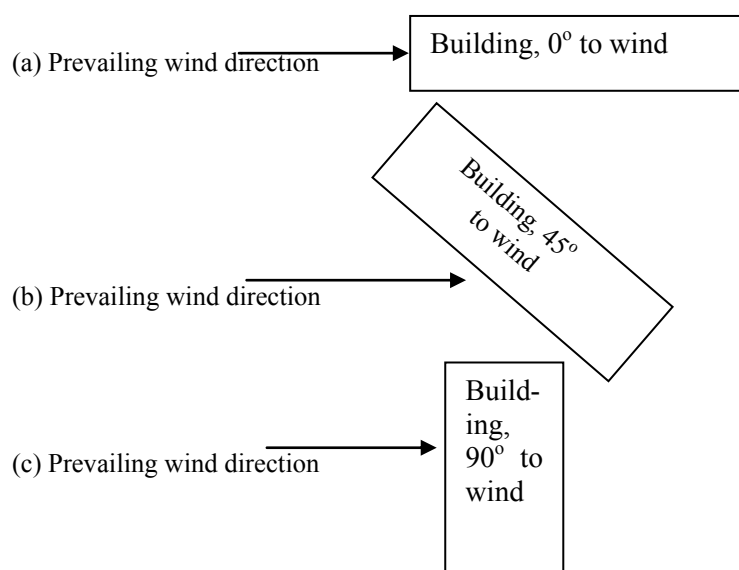 Building, 0° to wind
(a) Prevailing wind direction
Building, 45°
to wind
(b) Prevailing wind direction
Build-
ing,
90° to
wind
(c) Prevailing wind direction